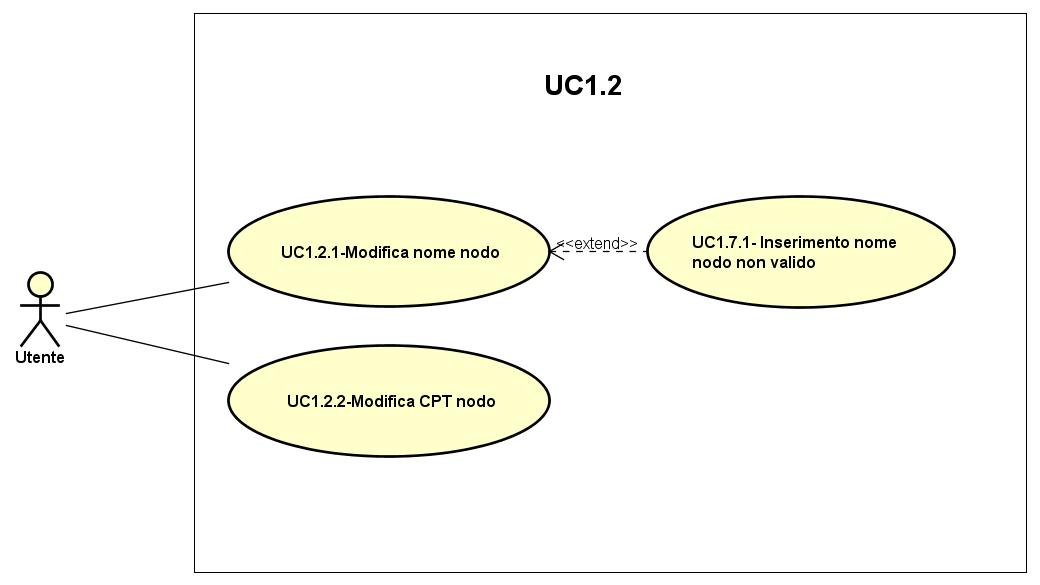 UC1.2
UC1.2.1-Modifica nome nodo
<<extend>>
UC1.7.1- Inserimento nome
nodo non valido
Utente
UC1.2.2-Modifica CPT nodo